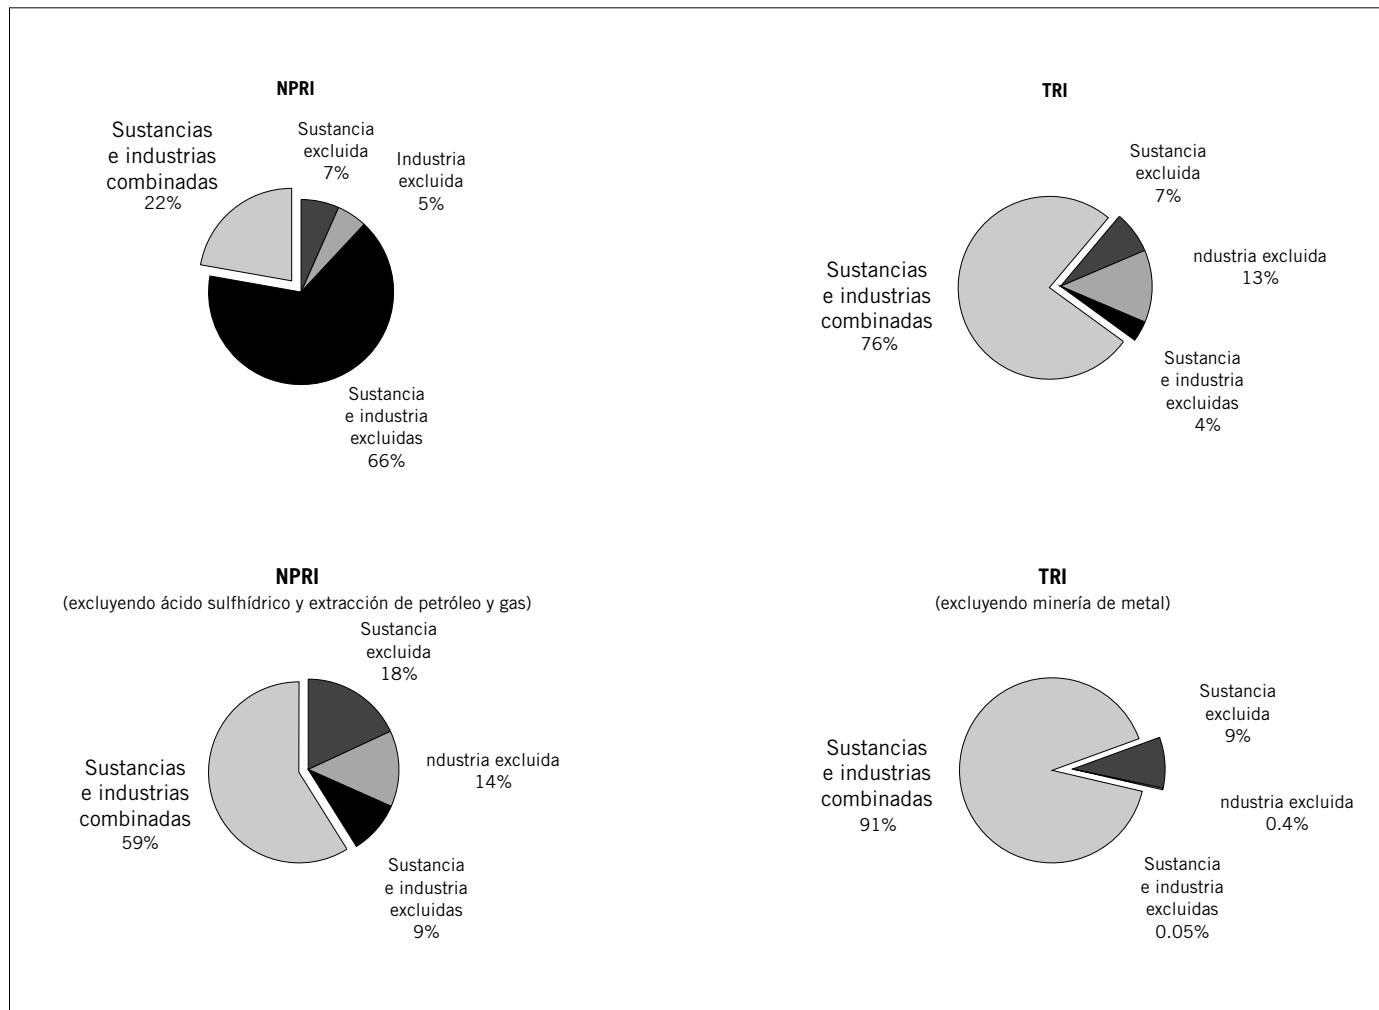 NPRI
Sustancias
e industrias
combinadas
22%
Sustancia
excluida
7%
Industria
excluida
5%
Sustancia
e industria
excluidas
66%
TRI
Sustancia
excluida
7%
ndustria excluida
13%
Sustancias
e industrias
combinadas
76%
Sustancia
e industria
excluidas
4%
NPRI
(excluyendo ácido sulfhídrico y extracción de petróleo y gas)
Sustancia
excluida
18%
ndustria excluida
14%
Sustancias
e industrias
combinadas
59%
Sustancia
e industria
excluidas
9%
TRI
(excluyendo minería de metal)
Sustancia
excluida
9%
Sustancias
e industrias
combinadas
91%
ndustria excluida
0.4%
Sustancia
e industria
excluidas
0.05%